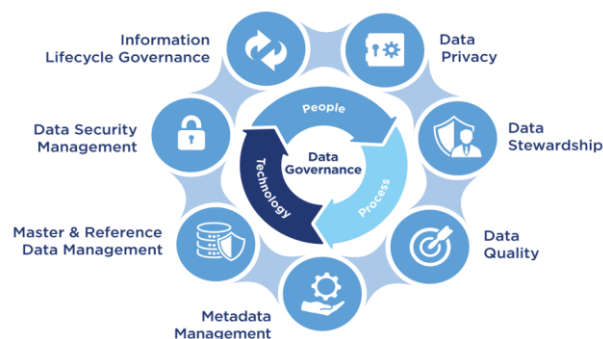 Information
Lifecycle Governance
Data
Privacy
Data Security
Management
Data
Stewardship
Master & Reference
Data Management
Data
Quality
Metadata
Management
People
Process
Technology
Data
Governance